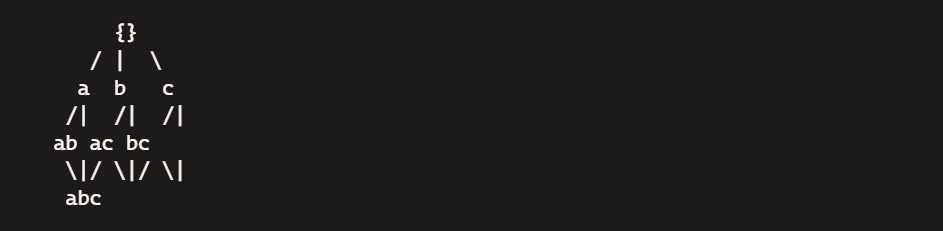 {}
   / |  \
  a  b   c
 /|  /|  /|
ab ac bc
 \|/ \|/ \|
 abc